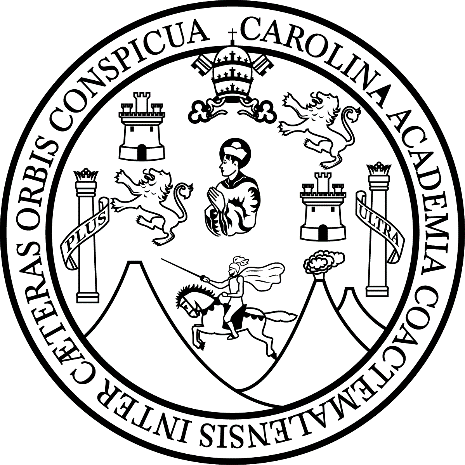 CAROLINA ACADEMIA COACTEMALENSIS INTER CÆTERAS ORBIS CONSPICUA
PLUS
ULTRA